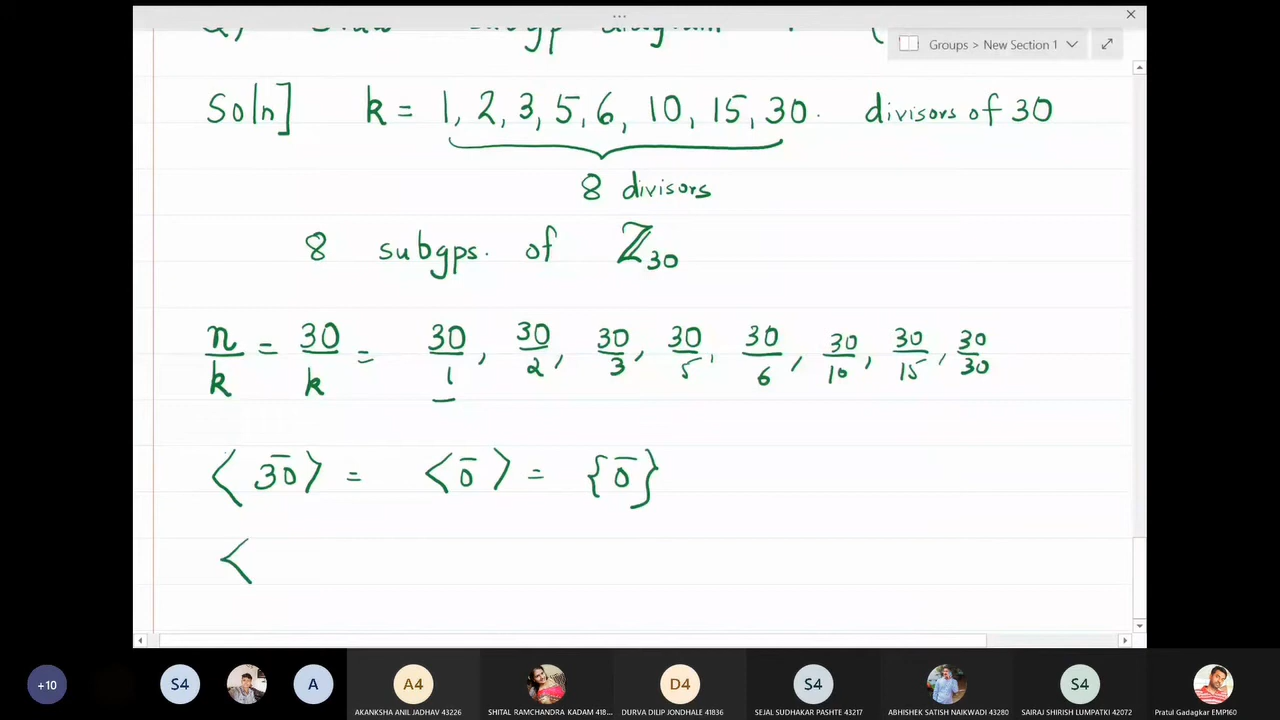 Groups > New Section 1
Soln] k = 1, 2, 3, 5, 6, 10, 15, 30. divisors of 30
8 divisors
8 subgps. of ℤ30
n/k = 30/k = 30/1, 30/2, 30/3, 30/5, 30/6, 30/10, 30/15, 30/30
< 3̅0̅ > = < 0̅ > = { 0̅ }
<
+10 S4 A A4 D4 S4 S4
AKANKSHA ANIL JADHAV 43226 SHITAL RAMCHANDRA KADAM 418... DURVA DILIP JONDHALE 41836 SEJAL SUDHAKAR PASHTE 43217 ABHISHEK SATISH NAIKWADI 43280 SAIRAJ SHIRISH LUMPATKI 42072 Pratul Gadagkar EMP160